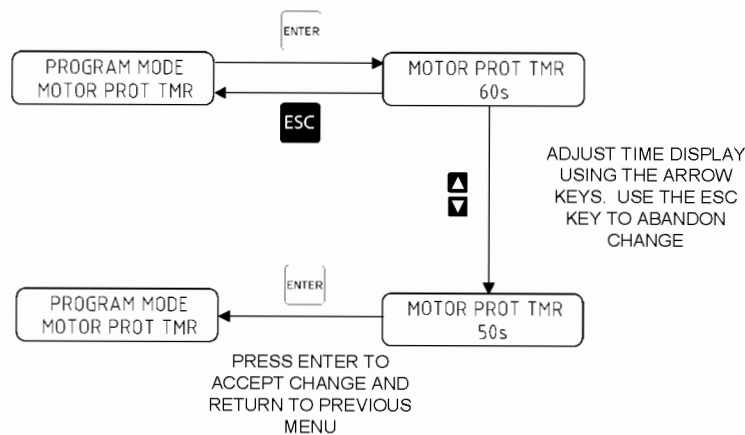 ENTER
PROGRAM MODE
MOTOR PROT TMR
MOTOR PROT TMR
60s
ESC
ADJUST TIME DISPLAY
USING THE ARROW
KEYS. USE THE ESC
KEY TO ABANDON
CHANGE
ENTER
PROGRAM MODE
MOTOR PROT TMR
MOTOR PROT TMR
50s
PRESS ENTER TO
ACCEPT CHANGE AND
RETURN TO PREVIOUS
MENU